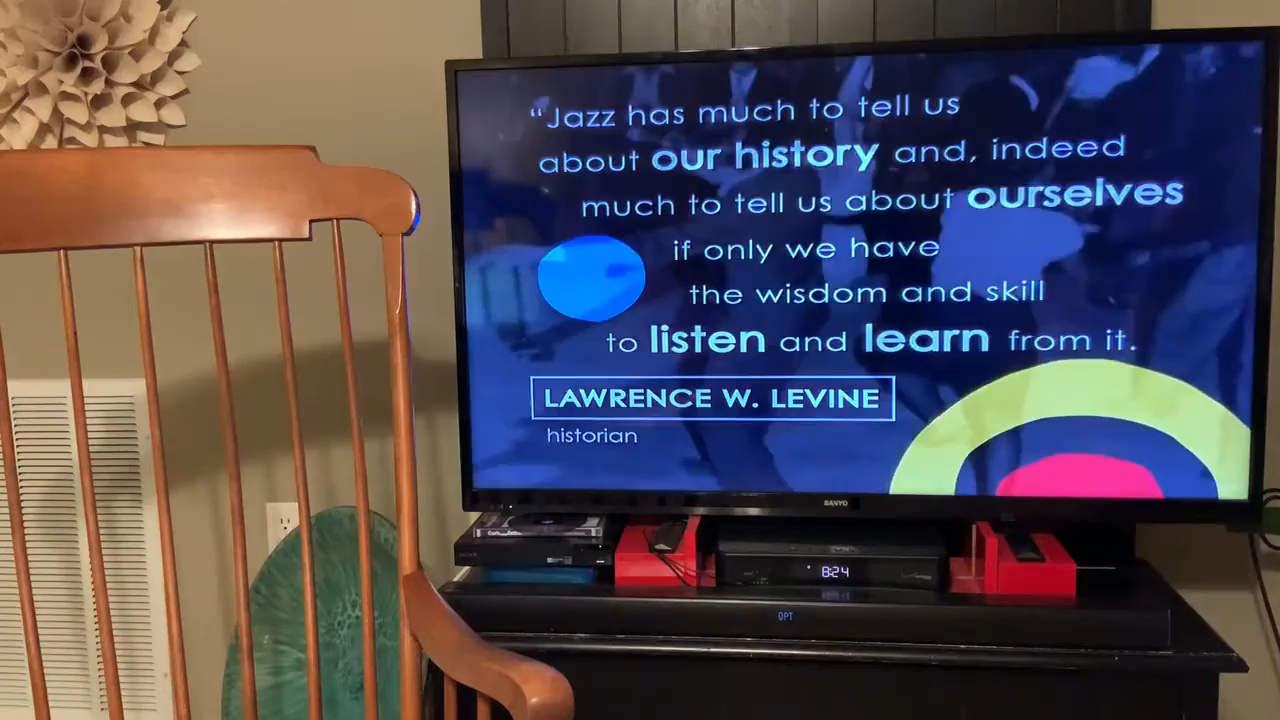 “Jazz has much to tell us
about our history and, indeed
much to tell us about ourselves
if only we have
the wisdom and skill
to listen and learn from it.
LAWRENCE W. LEVINE
historian
SANYO
8:24
OPT